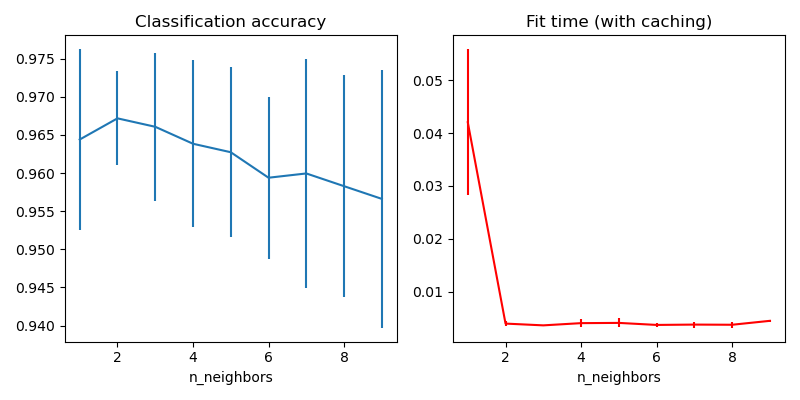 Classification accuracy
0.975
0.970
0.965
0.960
0.955
0.950
0.945
0.940
2 4 6 8
n_neighbors
Fit time (with caching)
0.05
0.04
0.03
0.02
0.01
2 4 6 8
n_neighbors